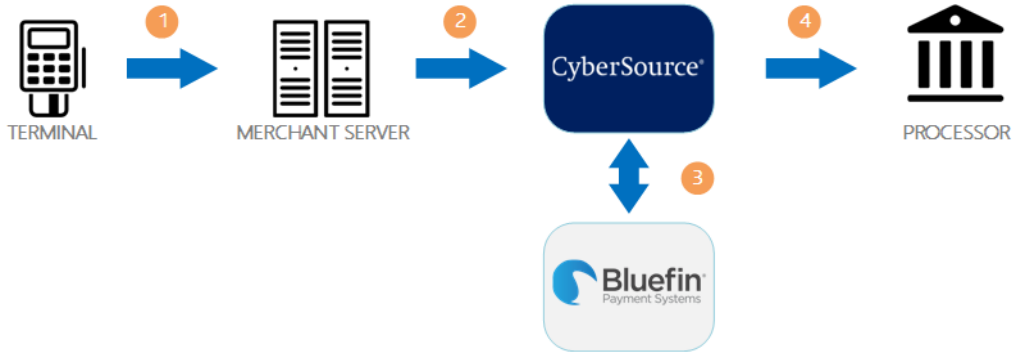 1
2
4
CyberSource®
TERMINAL
MERCHANT SERVER
PROCESSOR
3
Bluefin®
Payment Systems